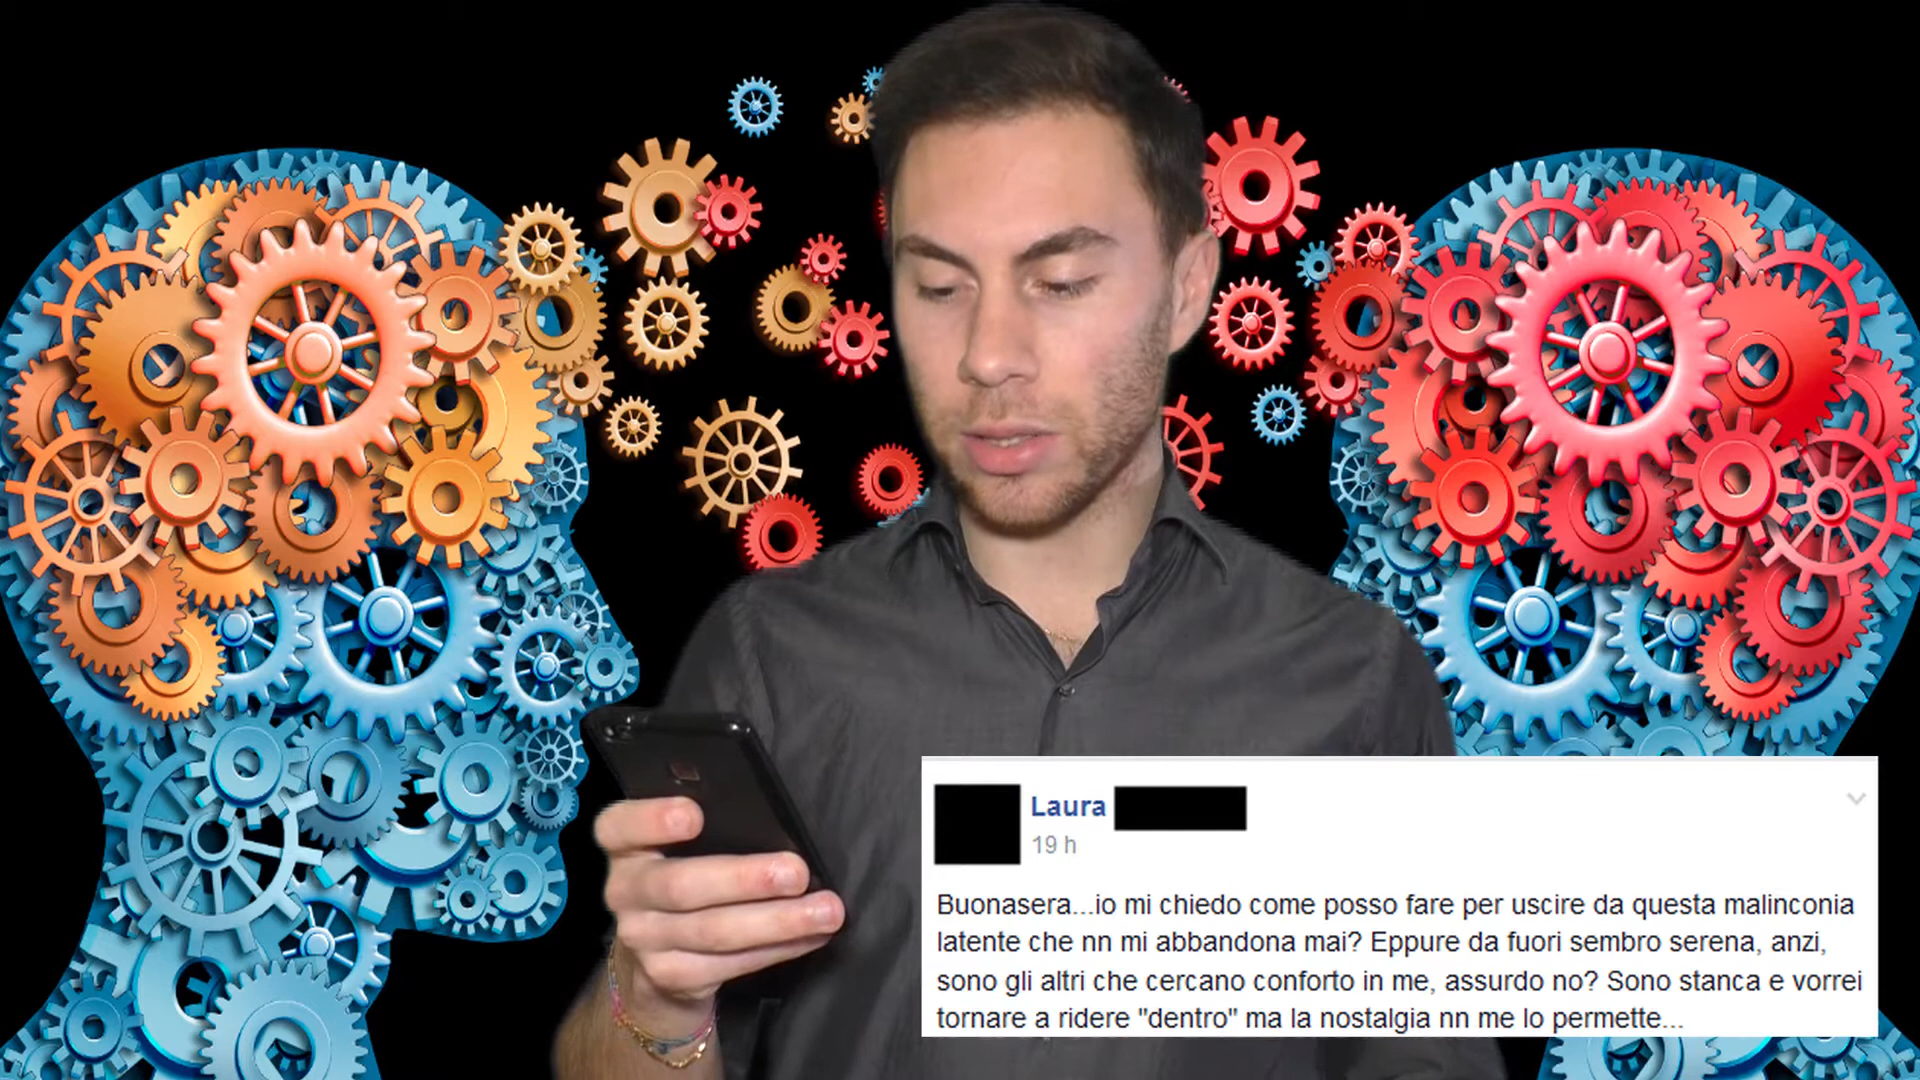 Laura
19 h
Buonasera...io mi chiedo come posso fare per uscire da questa malinconia
latente che nn mi abbandona mai? Eppure da fuori sembro serena, anzi,
sono gli altri che cercano conforto in me, assurdo no? Sono stanca e vorrei
tornare a ridere "dentro" ma la nostalgia nn me lo permette...